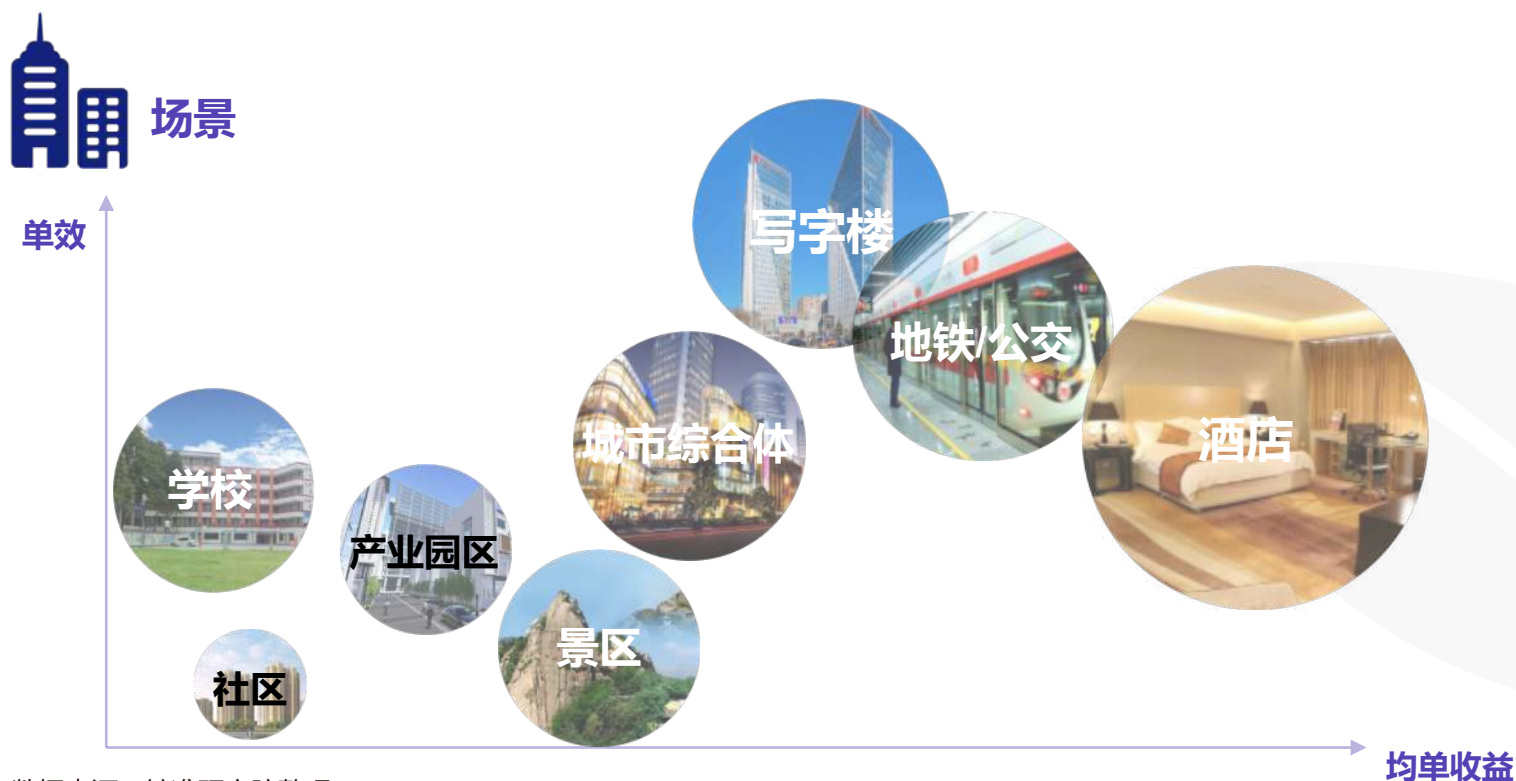 场景
单效
写字楼
地铁/公交
酒店
城市综合体
学校
产业园区
景区
社区
均单收益